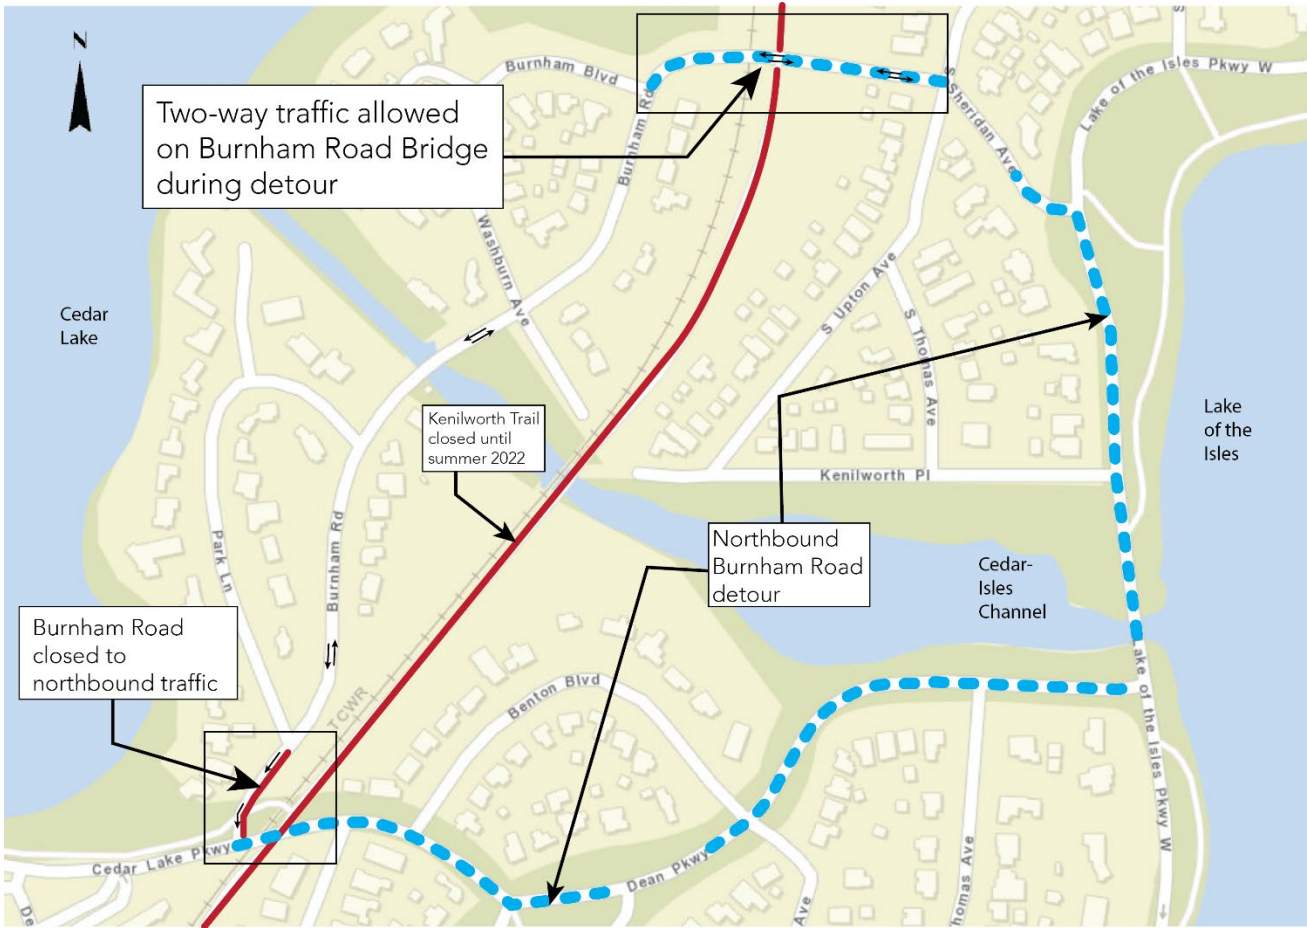 N
Burnham Blvd
Lake of the Isles Pkwy W
S
S Sheridan Ave
Two-way traffic allowed
on Burnham Road Bridge
during detour
Burnham Rd
Washburn Ave
S Upton Ave
S Thomas Ave
Cedar
Lake
Kenilworth Trail
closed until
summer 2022
Lake
of the
Isles
Kenilworth Pl
Park Ln
Burnham Rd
Northbound
Burnham Road
detour
Cedar-
Isles
Channel
Burnham Road
closed to
northbound traffic
TCWR
Benton Blvd
Lake of the Isles Pkwy W
Cedar Lake Pkwy
Dean Pkwy
Thomas Ave
Ave
De